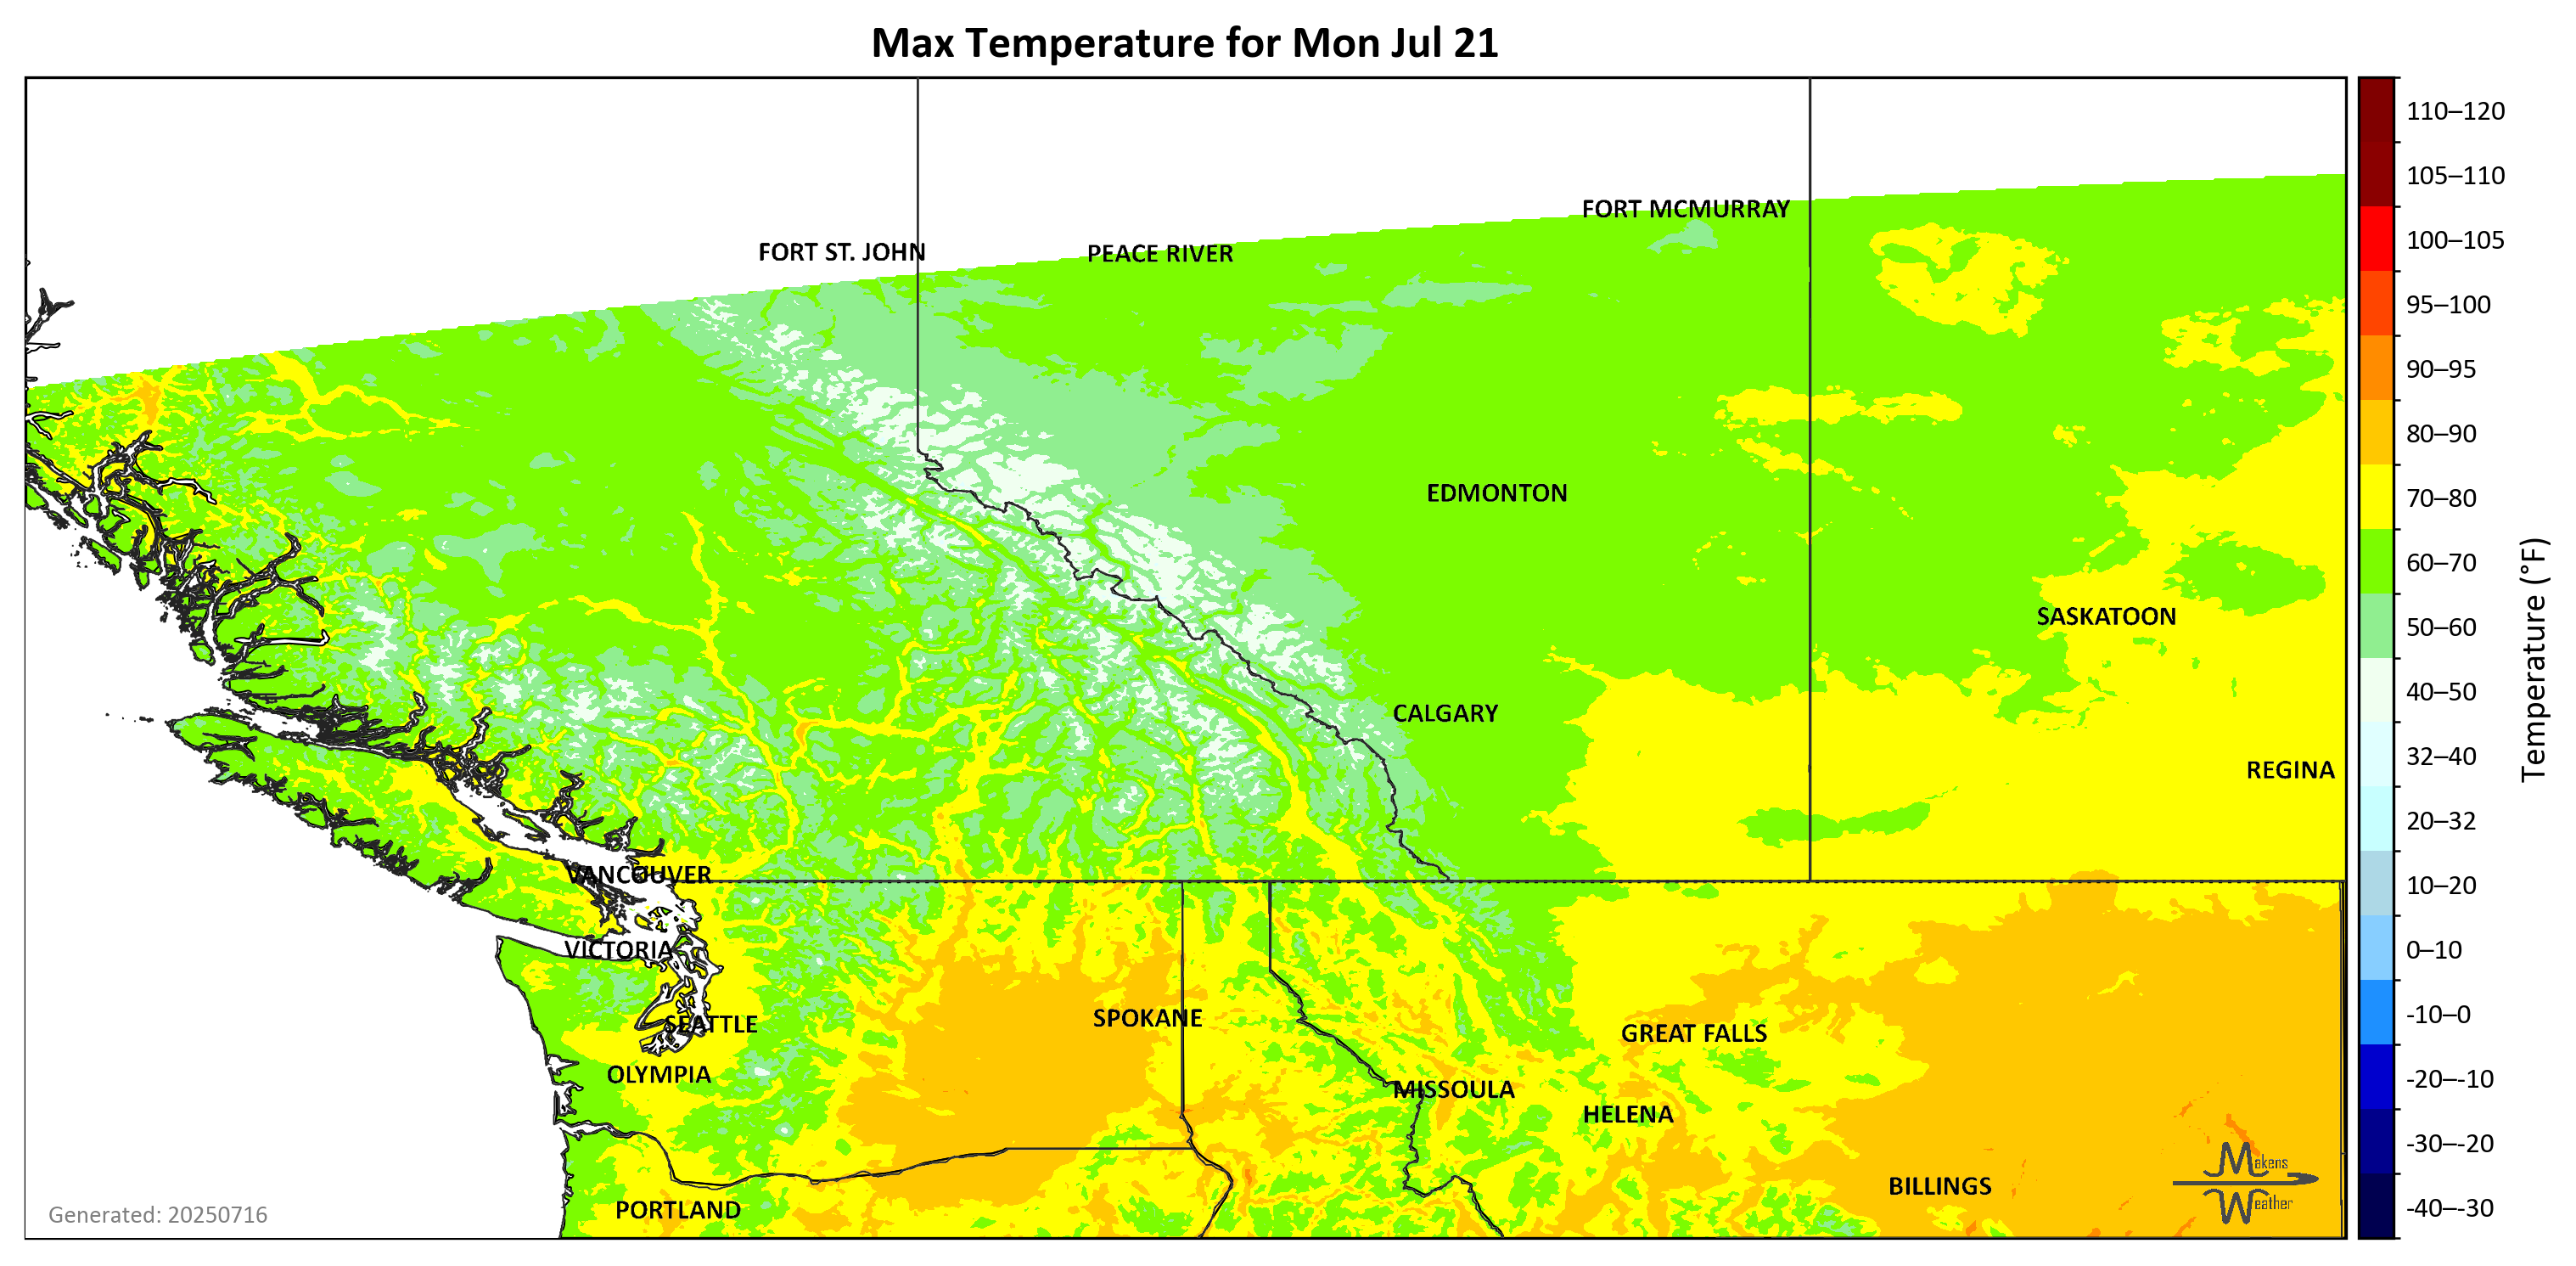 Max Temperature for Mon Jul 21
FORT MCMURRAY
FORT ST. JOHN
PEACE RIVER
EDMONTON
SASKATOON
CALGARY
REGINA
VANCOUVER
VICTORIA
SEATTLE
SPOKANE
GREAT FALLS
OLYMPIA
MISSOULA
HELENA
BILLINGS
PORTLAND
Makens
Weather
Generated: 20250716
110–120
105–110
100–105
95–100
90–95
80–90
70–80
60–70
50–60
40–50
32–40
20–32
10–20
0–10
-10–0
-20–-10
-30–-20
-40–-30
Temperature (°F)